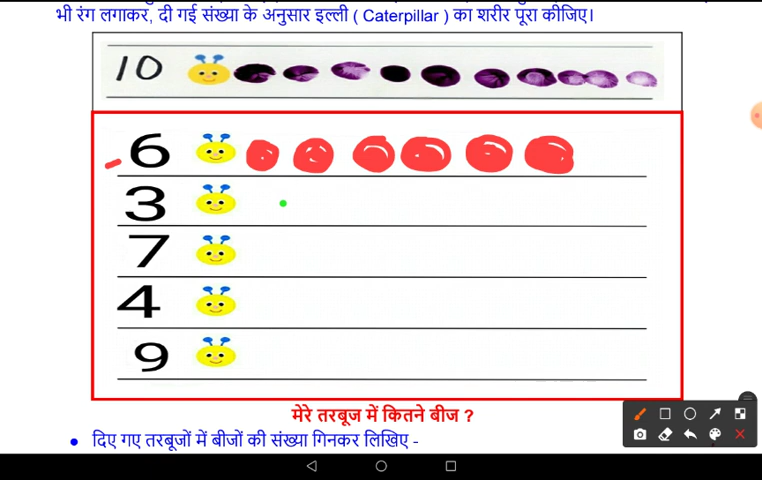 भी रंग लगाकर, दी गई संख्या के अनुसार इल्ली ( Caterpillar ) का शरीर पूरा कीजिए।
10
6
3
7
4
9
मेरे तरबूज में कितने बीज ?
• दिए गए तरबूजों में बीजों की संख्या गिनकर लिखिए -